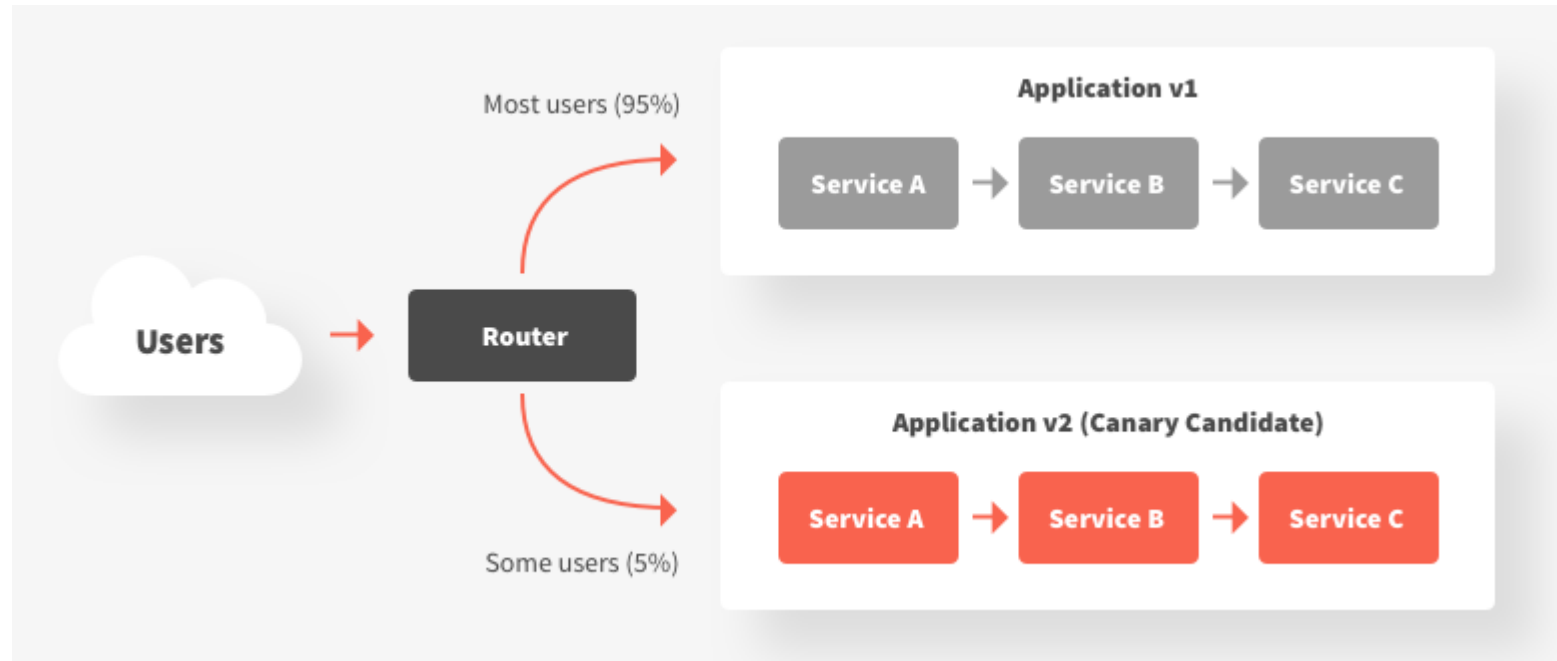 Most users (95%)
Application v1
Service A
Service B
Service C
Users
Router
Application v2 (Canary Candidate)
Service A
Service B
Service C
Some users (5%)